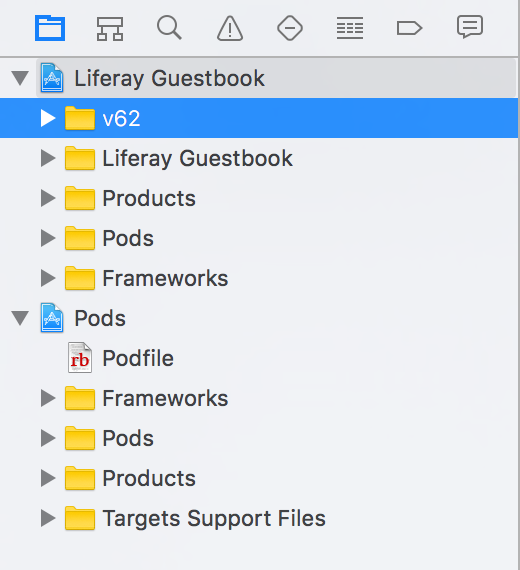 Liferay Guestbook
v62
Liferay Guestbook
Products
Pods
Frameworks
Pods
rb Podfile
Frameworks
Pods
Products
Targets Support Files